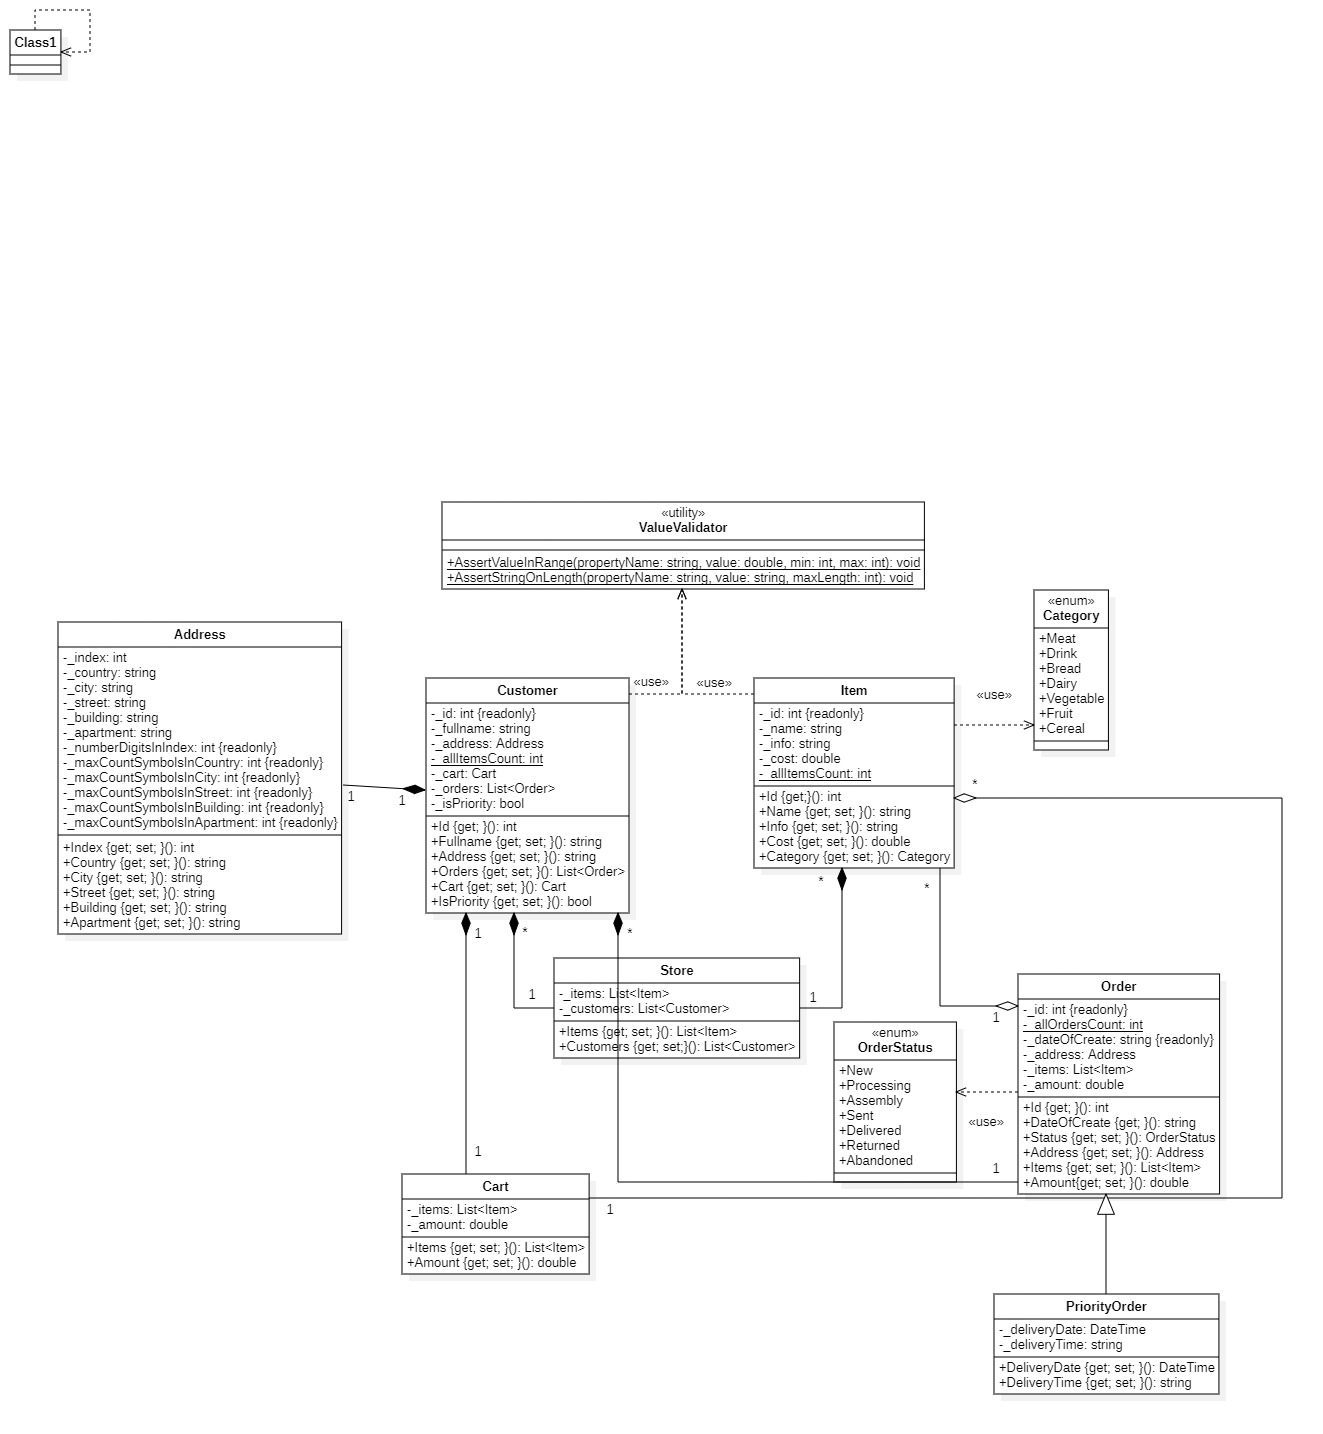 Class1
«utility»
ValueValidator
+AssertValueInRange(propertyName: string, value: double, min: int, max: int): void
+AssertStringOnLength(propertyName: string, value: string, maxLength: int): void
«enum»
Category
+Meat
+Drink
+Bread
+Dairy
+Vegetable
+Fruit
+Cereal
Address
-_index: int
-_country: string
-_city: string
-_street: string
-_building: string
-_apartment: string
-_numberDigitsInIndex: int {readonly}
-_maxCountSymbolsInCountry: int {readonly}
-_maxCountSymbolsInCity: int {readonly}
-_maxCountSymbolsInStreet: int {readonly}
-_maxCountSymbolsInBuilding: int {readonly}
-_maxCountSymbolsInApartment: int {readonly}
+Index {get; set; }(): int
+Country {get; set; }(): string
+City {get; set; }(): string
+Street {get; set; }(): string
+Building {get; set; }(): string
+Apartment {get; set; }(): string
1
1
Customer
-_id: int {readonly}
-_fullname: string
-_address: Address
-_allItemsCount: int
-_cart: Cart
-_orders: List<Order>
-_isPriority: bool
+Id {get; }(): int
+Fullname {get; set; }(): string
+Address {get; set; }(): string
+Orders {get; set; }(): List<Order>
+Cart {get; set; }(): Cart
+IsPriority {get; set; }(): bool
«use»
«use»
Item
-_id: int {readonly}
-_name: string
-_info: string
-_cost: double
-_allItemsCount: int
+Id {get;}(): int
+Name {get; set; }(): string
+Info {get; set; }(): string
+Cost {get; set; }(): double
+Category {get; set; }(): Category
«use»
*
*
*
1
*
*
1
1
Store
-_items: List<Item>
-_customers: List<Customer>
+Items {get; set; }(): List<Item>
+Customers {get; set;}(): List<Customer>
«enum»
OrderStatus
+New
+Processing
+Assembly
+Sent
+Delivered
+Returned
+Abandoned
1
«use»
1
Order
-_id: int {readonly}
-_allOrdersCount: int
-_dateOfCreate: string {readonly}
-_address: Address
-_items: List<Item>
-_amount: double
+Id {get; }(): int
+DateOfCreate {get; }(): string
+Status {get; set; }(): OrderStatus
+Address {get; set; }(): Address
+Items {get; set; }(): List<Item>
+Amount{get; set; }(): double
1
Cart
-_items: List<Item>
-_amount: double
+Items {get; set; }(): List<Item>
+Amount {get; set; }(): double
1
PriorityOrder
-_deliveryDate: DateTime
-_deliveryTime: string
+DeliveryDate {get; set; }(): DateTime
+DeliveryTime {get; set; }(): string